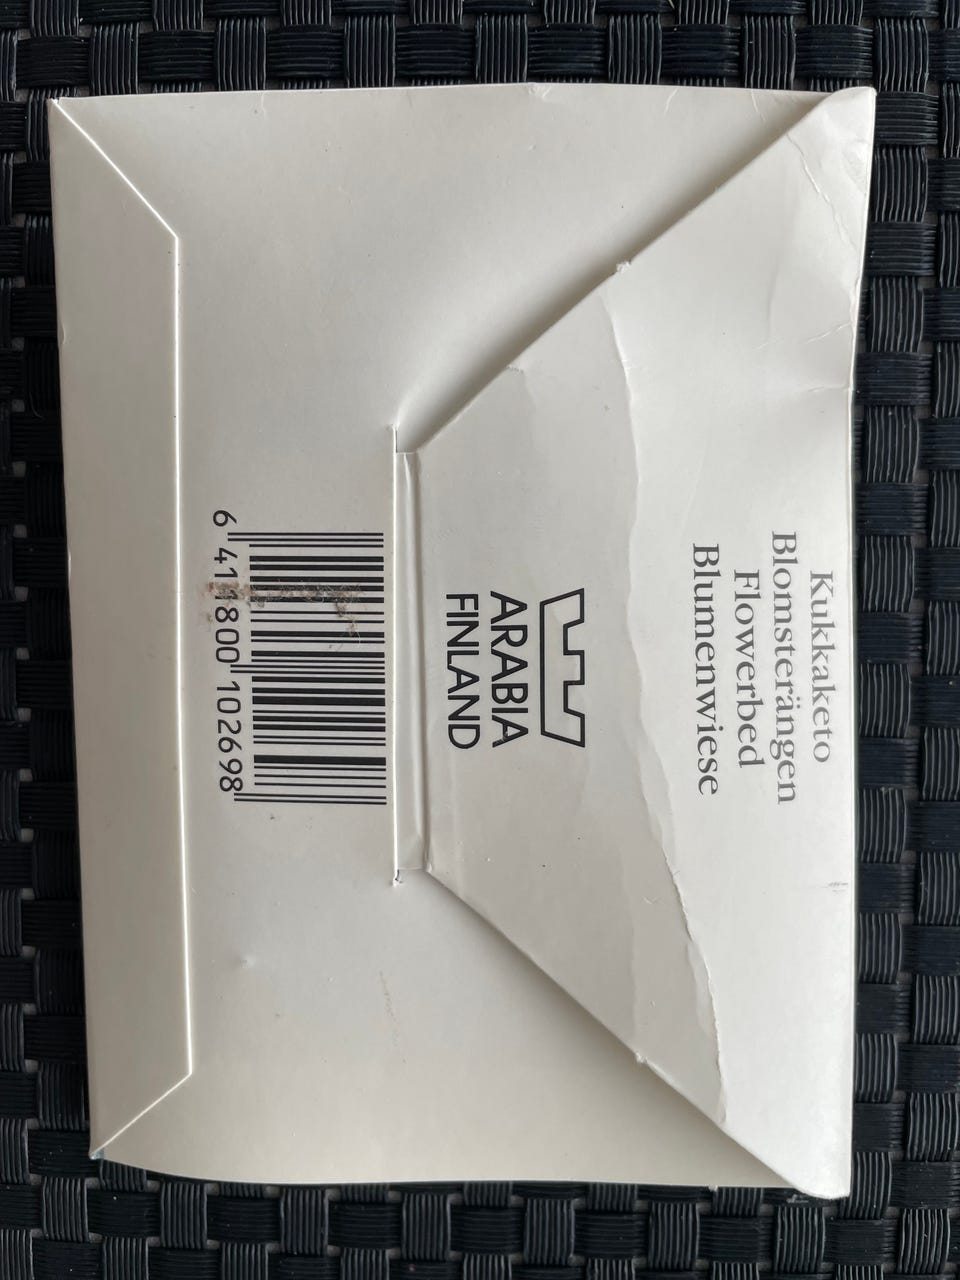 Kukkaketo
Blomsterängen
Flowerbed
Blumenwiese
ARABIA
FINLAND
6 411800 102698